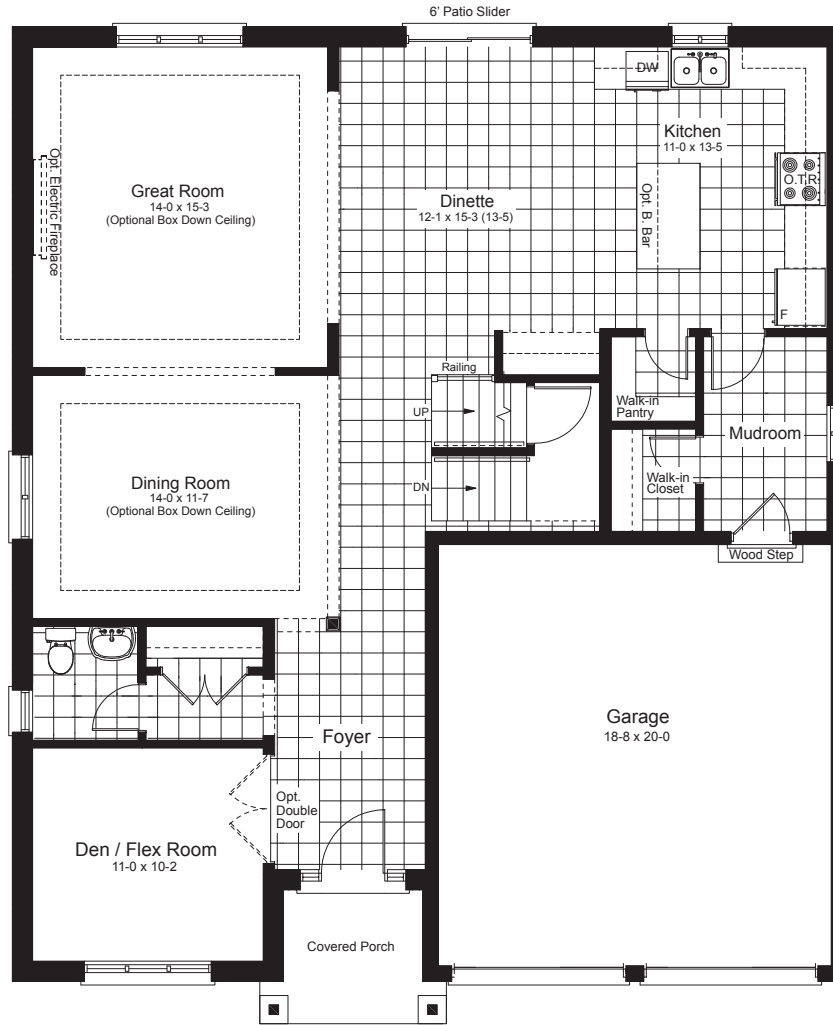 6' Patio Slider
DW
Kitchen
11-0 x 13-5
O.T.R.
Great Room
14-0 x 15-3
(Optional Box Down Ceiling)
Opt. Electric Fireplace
Dinette
12-1 x 15-3 (13-5)
Opt. B. Bar
F
Railing
UP
Walk-in
Pantry
Mudroom
Dining Room
14-0 x 11-7
(Optional Box Down Ceiling)
DN
Walk-in
Closet
Wood Step
Garage
18-8 x 20-0
Foyer
Opt.
Double
Door
Den / Flex Room
11-0 x 10-2
Covered Porch